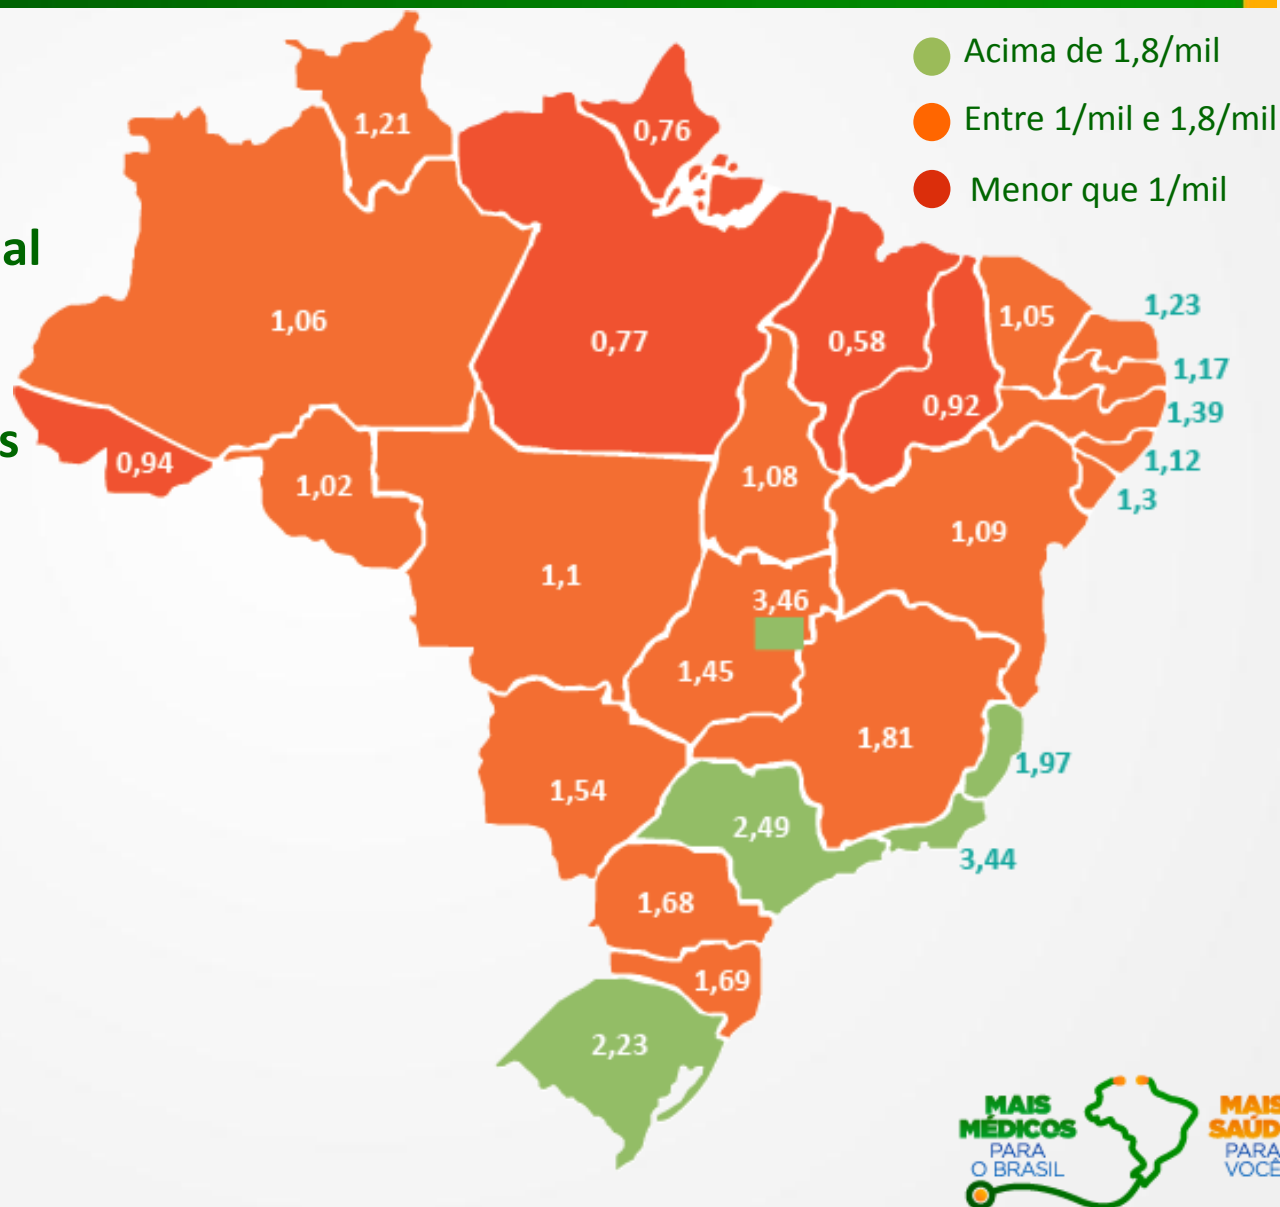 Acima de 1,8/mil
Entre 1/mil e 1,8/mil
Menor que 1/mil
al
s
1,21
0,76
1,06
0,77
0,58
1,05
1,23
1,17
1,39
1,12
1,3
0,92
0,94
1,02
1,08
1,09
1,1
3,46
1,45
1,81
1,97
1,54
2,49
3,44
1,68
1,69
2,23
MAIS
MÉDICOS
PARA
O BRASIL
MAIS
SAÚD
PARA
VOCÊ